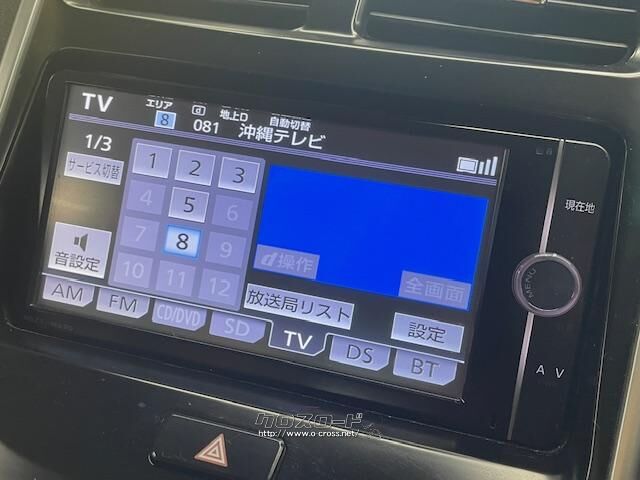 TV エリア 8 d 地上D 自動切替
081 沖縄テレビ
1/3
サービス切替
1 2 3
4 5 6
7 8 9
10 11 12
音設定
d操作
全画面
放送局リスト
設定
AM FM CD/DVD SD TV DS BT
現在地
MENU
AV
クロスロード
http://www.o-cross.net/